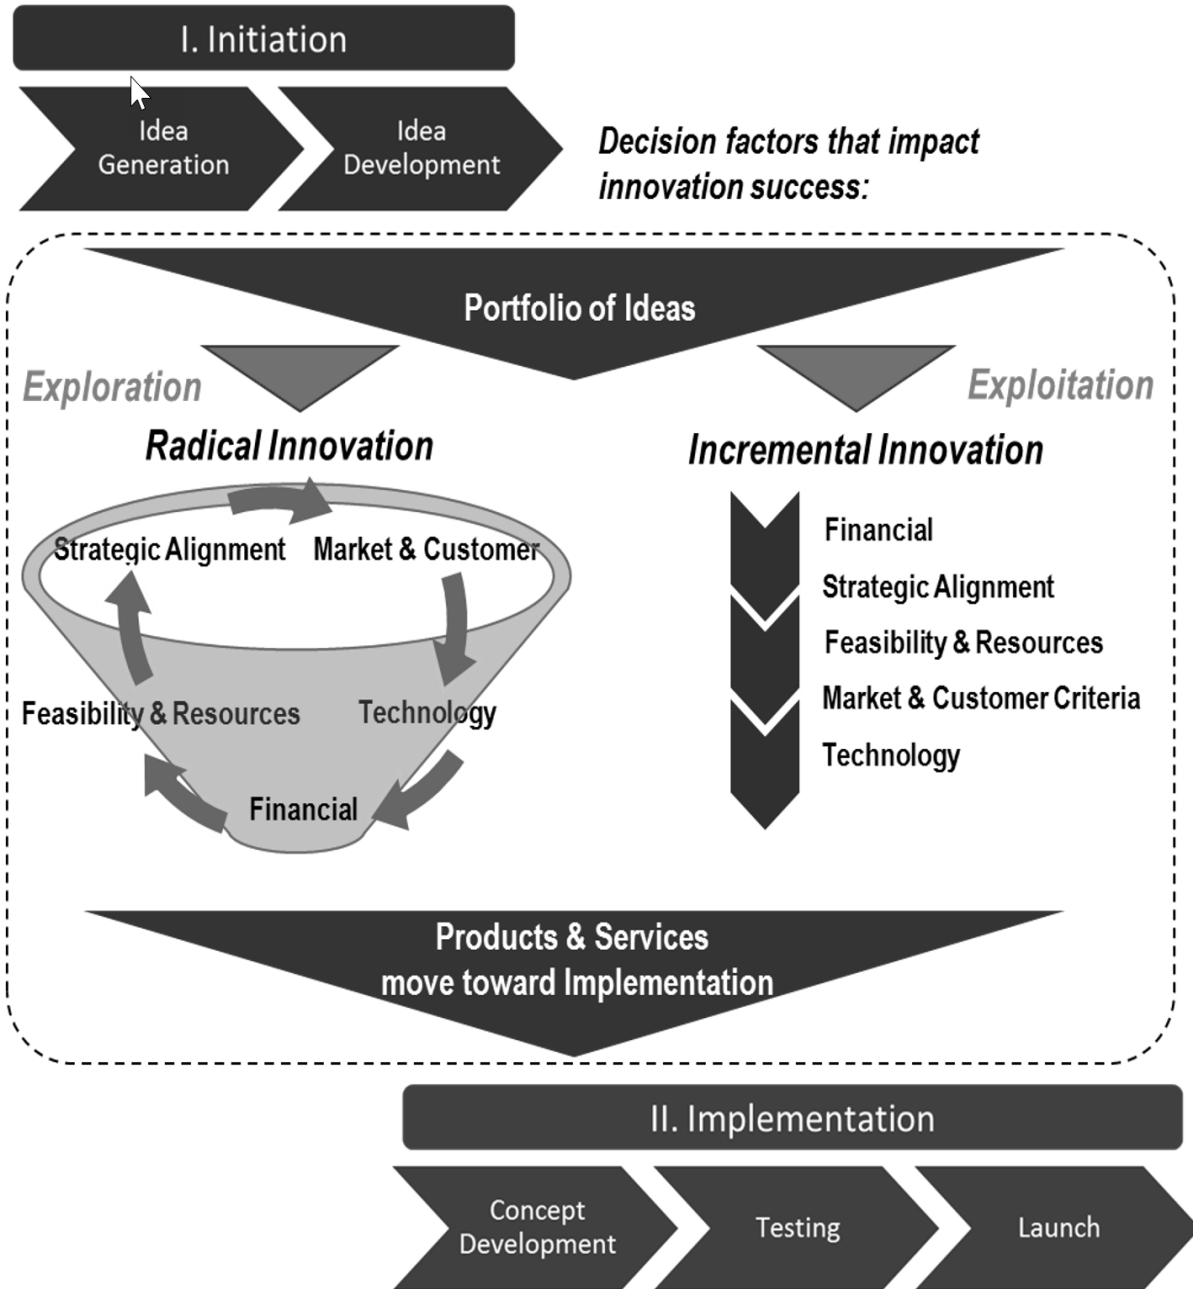 I. Initiation
Idea
Generation
Idea
Development
Decision factors that impact
innovation success:
Portfolio of Ideas
Exploration
Exploitation
Radical Innovation
Incremental Innovation
Strategic Alignment
Market & Customer
Feasibility & Resources
Technology
Financial
Financial
Strategic Alignment
Feasibility & Resources
Market & Customer Criteria
Technology
Products & Services
move toward Implementation
II. Implementation
Concept
Development
Testing
Launch